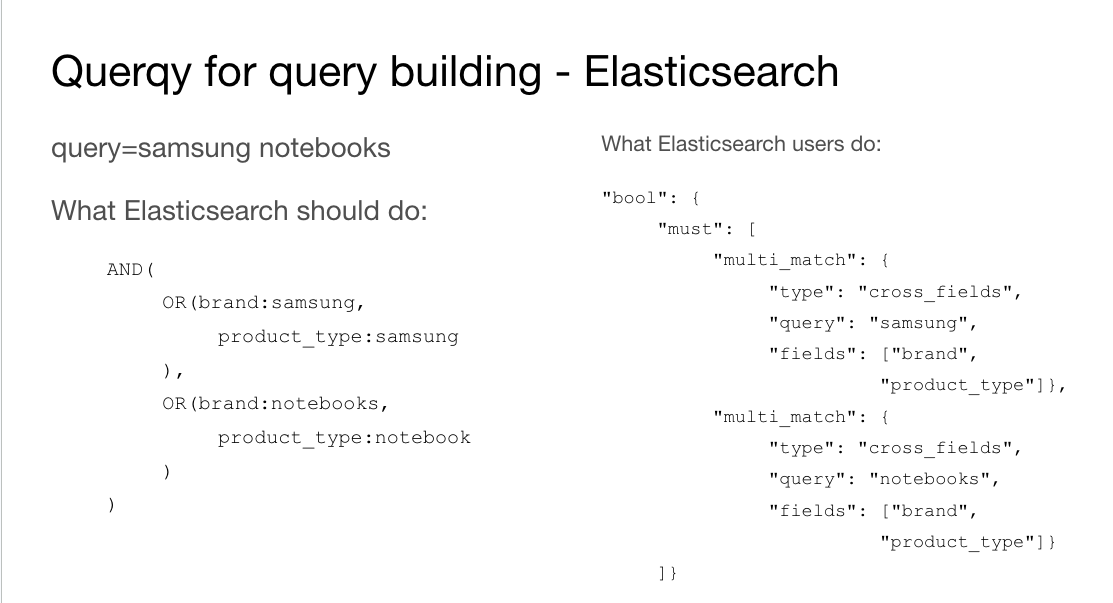 Querqy for query building - Elasticsearch
query=samsung notebooks
What Elasticsearch should do:
AND(
OR(brand:samsung,
product_type:samsung
),
OR(brand:notebooks,
product_type:notebook
)
)
What Elasticsearch users do:
"bool": {
"must": [
"multi_match": {
"type": "cross_fields",
"query": "samsung",
"fields": ["brand",
"product_type"]},
"multi_match": {
"type": "cross_fields",
"query": "notebooks",
"fields": ["brand",
"product_type"]}
]}